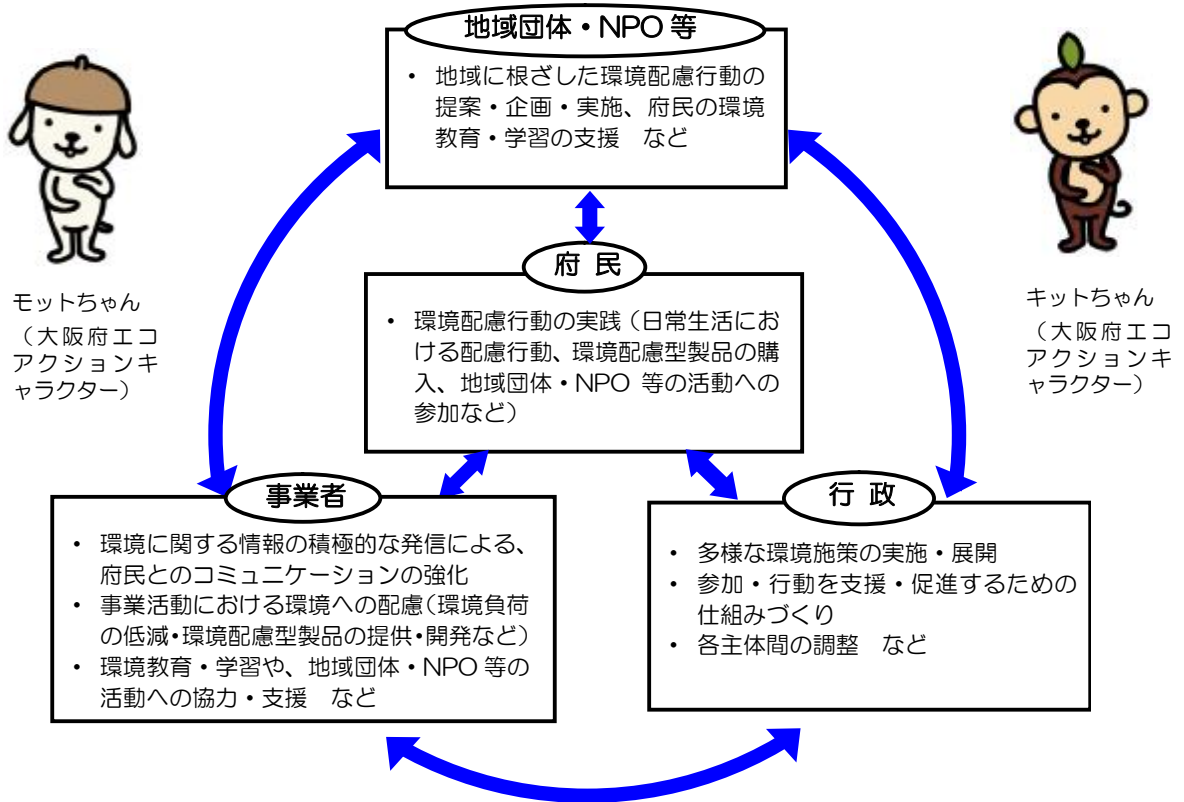 地域団体・NPO 等
・ 地域に根ざした環境配慮行動の
提案・企画・実施、府民の環境
教育・学習の支援　など
モットちゃん
（大阪府エコ
アクションキ
ャラクター）
キットちゃん
（大阪府エコ
アクションキ
ャラクター）
府 民
・ 環境配慮行動の実践（日常生活にお
ける配慮行動、環境配慮型製品の購
入、地域団体・NPO 等の活動への
参加など）
事業者
・ 環境に関する情報の積極的な発信による、
府民とのコミュニケーションの強化
・ 事業活動における環境への配慮（環境負荷
の低減・環境配慮型製品の提供・開発など）
・ 環境教育・学習や、地域団体・NPO 等の
活動への協力・支援　など
行 政
・ 多様な環境施策の実施・展開
・ 参加・行動を支援・促進するための
仕組みづくり
・ 各主体間の調整　など